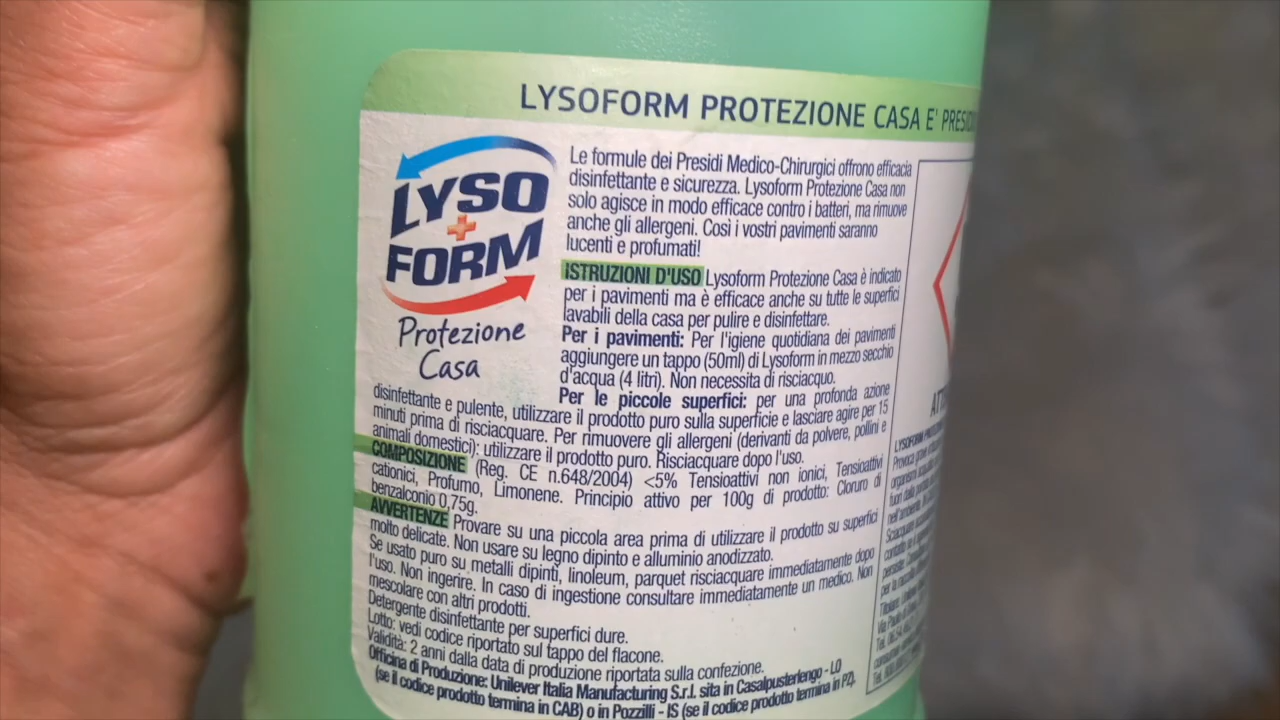 LYSOFORM PROTEZIONE CASA E' PRESIDI
LYSO
FORM
Protezione
Casa
Le formule dei Presidi Medico-Chirurgici offrono efficacia
disinfettante e sicurezza. Lysoform Protezione Casa non
solo agisce in modo efficace contro i batteri, ma rimuove
anche gli allergeni. Così i vostri pavimenti saranno
lucenti e profumati!
ISTRUZIONI D'USO Lysoform Protezione Casa è indicato
per i pavimenti ma è efficace anche su tutte le superfici
lavabili della casa per pulire e disinfettare.
Per i pavimenti: Per l'igiene quotidiana dei pavimenti
aggiungere un tappo (50ml) di Lysoform in mezzo secchio
d'acqua (4 litri). Non necessita di risciacquo.
Per le piccole superfici: per una profonda azione
disinfettante e pulente, utilizzare il prodotto puro sulla superficie e lasciare agire per 15
minuti prima di risciacquare. Per rimuovere gli allergeni (derivanti da polvere, pollini e
animali domestici): utilizzare il prodotto puro. Risciacquare dopo l'uso.
COMPOSIZIONE (Reg. CE n.648/2004) <5% Tensioattivi non ionici, Tensioattivi
cationici, Profumo, Limonene. Principio attivo per 100g di prodotto: Cloruro di
benzalconio 0,75g.
AVVERTENZE Provare su una piccola area prima di utilizzare il prodotto su superfici
molto delicate. Non usare su legno dipinto e alluminio anodizzato.
Se usato puro su metalli dipinti, linoleum, parquet risciacquare immediatamente dopo
l'uso. Non ingerire. In caso di ingestione consultare immediatamente un medico. Non
mescolare con altri prodotti.
Detergente disinfettante per superfici dure.
Lotto: vedi codice riportato sul tappo del flacone.
Validità: 2 anni dalla data di produzione riportata sulla confezione.
Officina di Produzione: Unilever Italia Manufacturing S.r.l. sita in Casalpusterlengo - LO
(se il codice prodotto termina in CAB) o in Pozzilli - IS (se il codice prodotto termina in PZ).
ATT
LYSOFORM
Provoca
organismi
fuori dalla
nell'ambiente.
Sciacquare